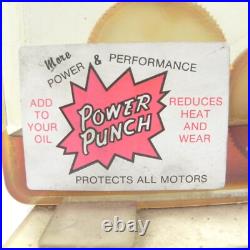 More
POWER & PERFORMANCE
ADD
TO
YOUR
OIL
POWER
PUNCH
REDUCES
HEAT
AND
WEAR
PROTECTS ALL MOTORS